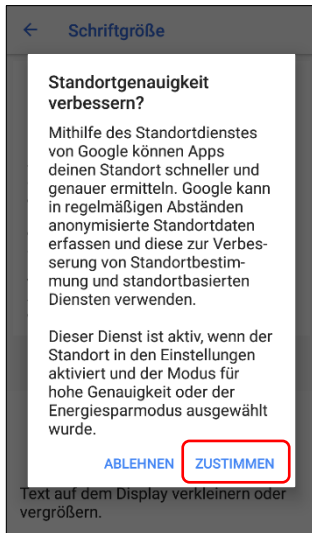 Schriftgröße
Standortgenauigkeit
verbessern?
Mithilfe des Standortdienstes
von Google können Apps
deinen Standort schneller und
genauer ermitteln. Google kann
in regelmäßigen Abständen
anonymisierte Standortdaten
erfassen und diese zur Verbes-
serung von Standortbestim-
mung und standortbasierten
Diensten verwenden.
Dieser Dienst ist aktiv, wenn der
Standort in den Einstellungen
aktiviert und der Modus für
hohe Genauigkeit oder der
Energiesparmodus ausgewählt
wurde.
ABLEHNEN ZUSTIMMEN
Text auf dem Display verkleinern oder
vergrößern.